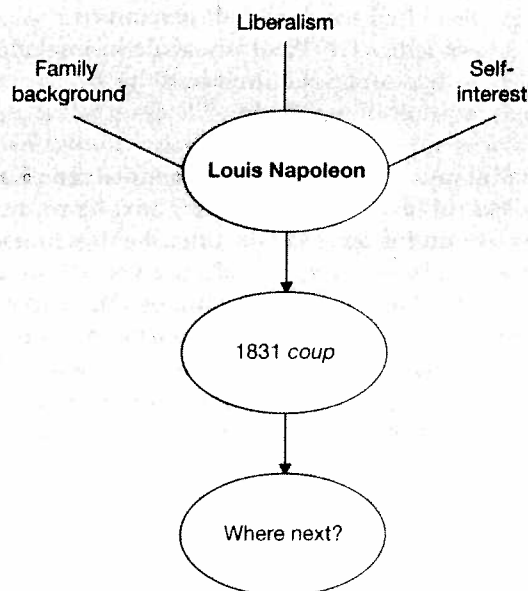 Liberalism
Family
background
Self-
interest
Louis Napoleon
1831 coup
Where next?